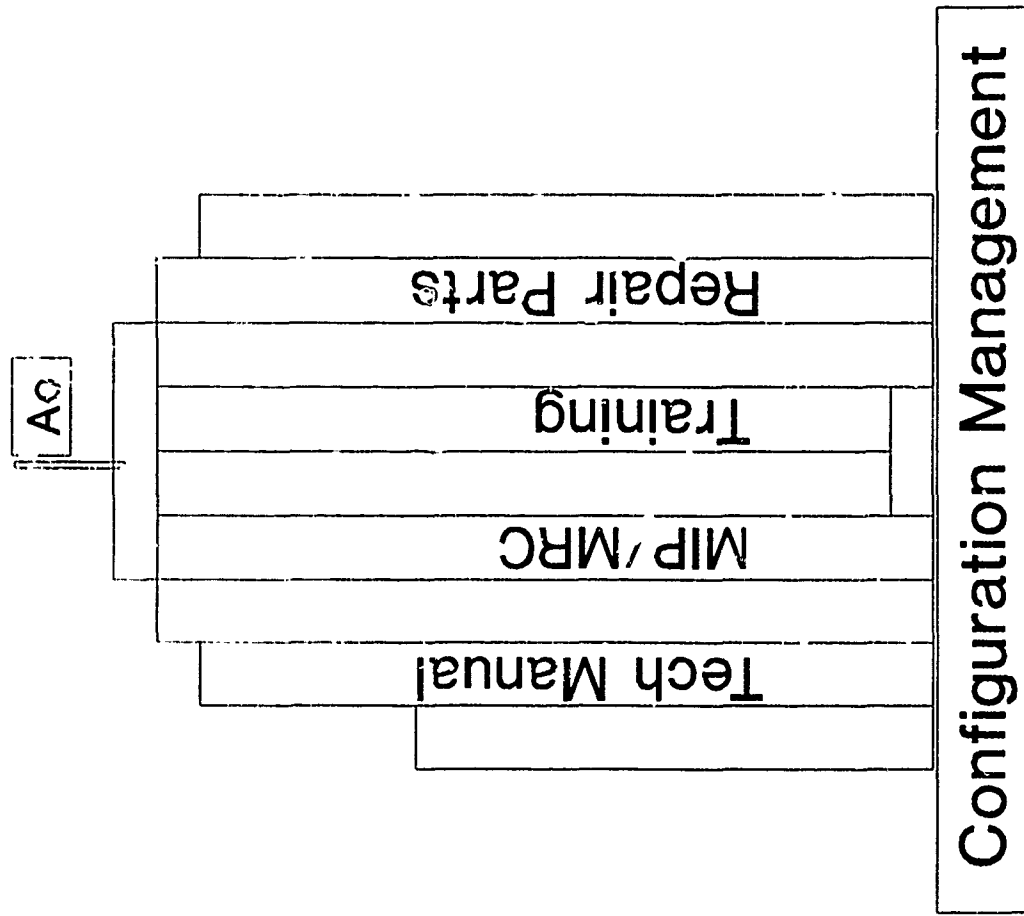 Ao
Tech Manual
MIP/MRC
Training
Repair Parts
Configuration Management